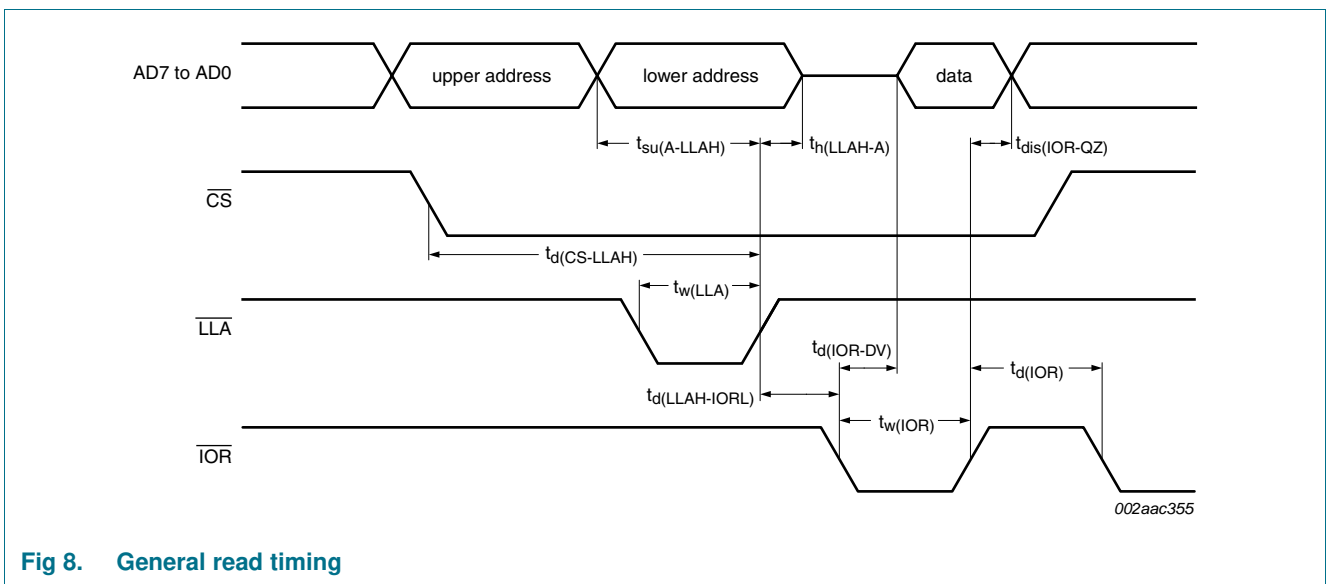 AD7 to AD0
upper address
lower address
data
tsu(A-LLAH)
th(LLAH-A)
tdis(IOR-QZ)
CS
td(CS-LLAH)
tw(LLA)
LLA
td(IOR-DV)
td(IOR)
td(LLAH-IORL)
tw(IOR)
IOR
002aac355
Fig 8. General read timing